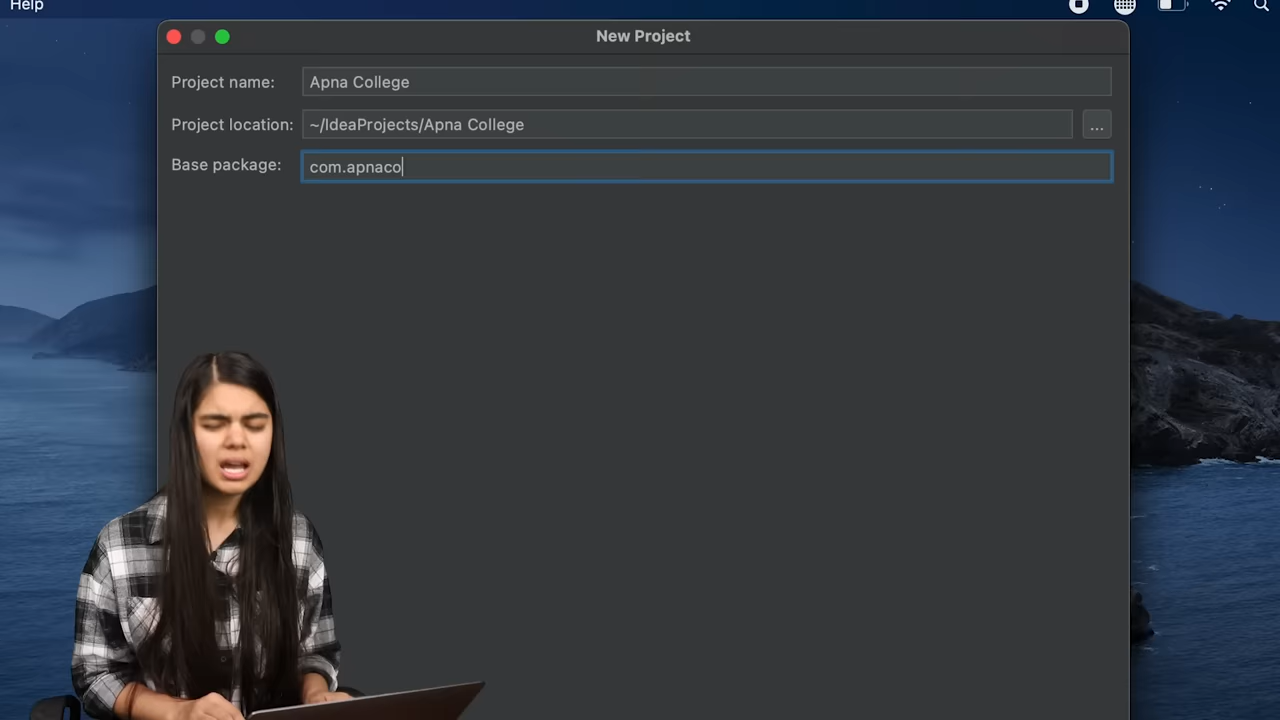 Help
New Project
Project name:
Apna College
Project location:
~/IdeaProjects/Apna College
...
Base package:
com.apnaco